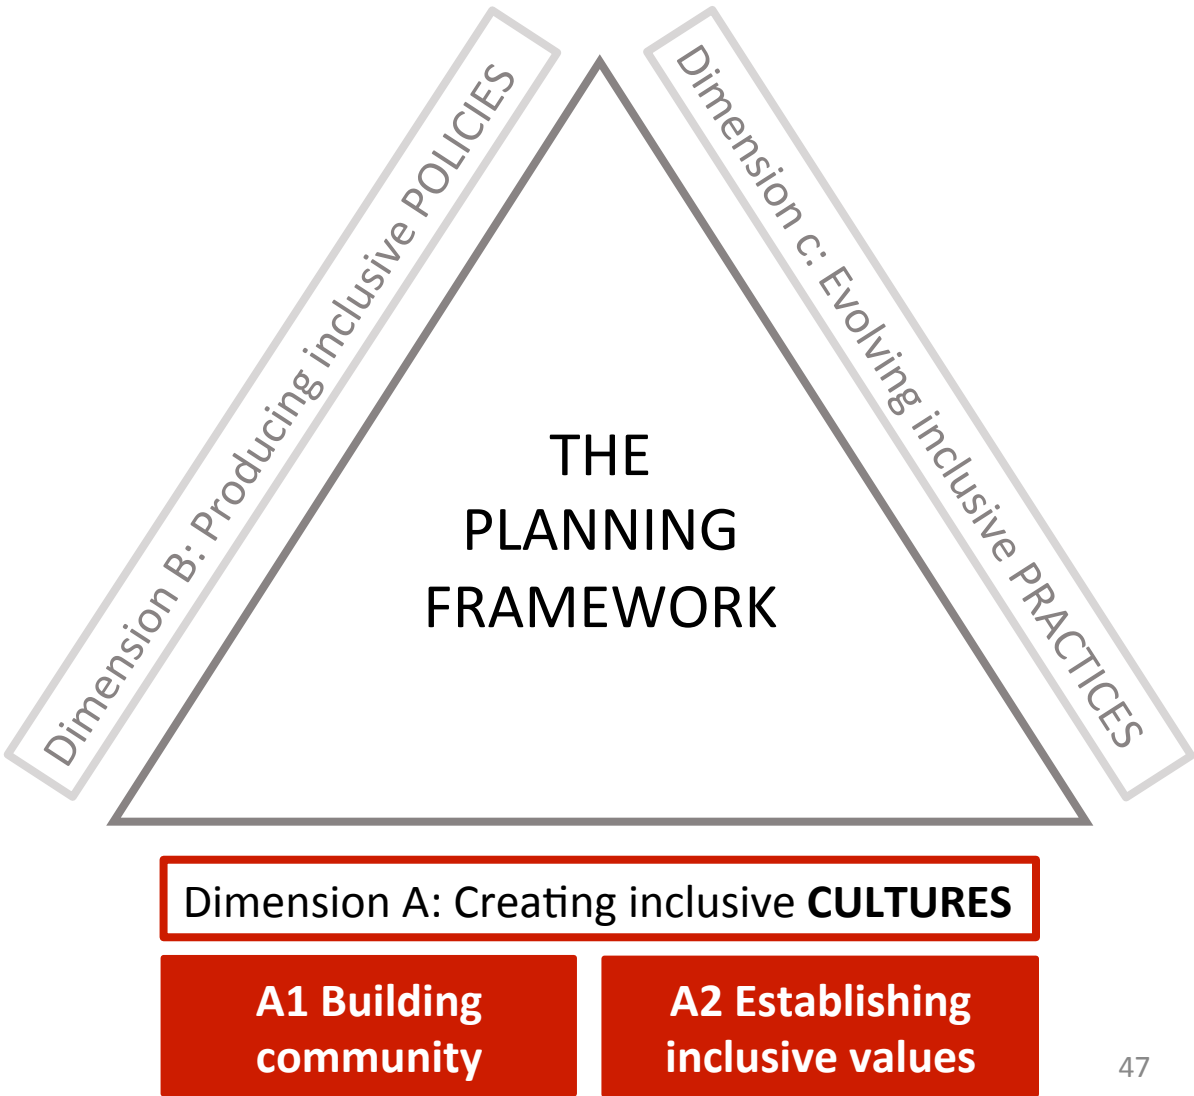 Dimension B: Producing inclusive POLICIES
Dimension c: Evolving inclusive PRACTICES
THE
PLANNING
FRAMEWORK
Dimension A: Creating inclusive CULTURES
A1 Building
community
A2 Establishing
inclusive values
47